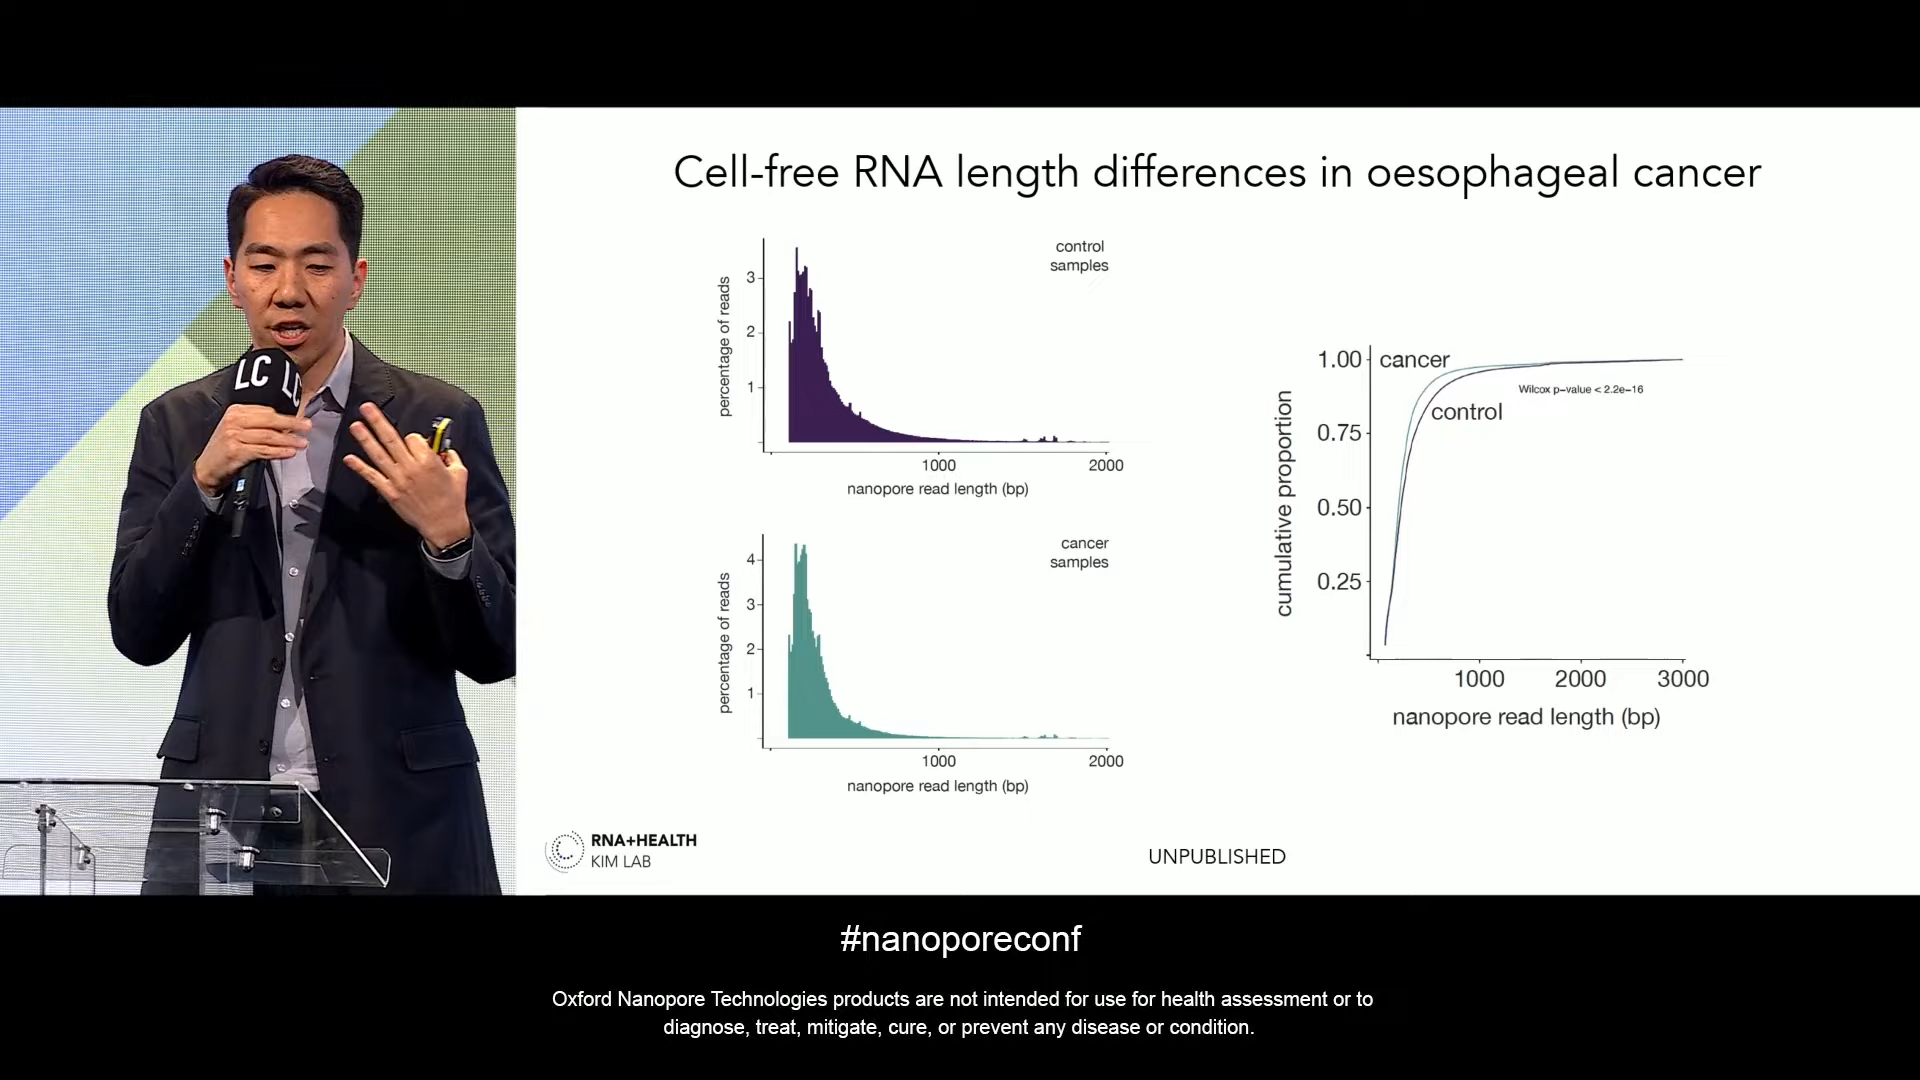 Cell-free RNA length differences in oesophageal cancer
control
samples
percentage of reads
3
2
1
1000
2000
nanopore read length (bp)
cancer
samples
percentage of reads
4
3
2
1
1000
2000
nanopore read length (bp)
cumulative proportion
1.00
0.75
0.50
0.25
cancer
control
Wilcox p-value < 2.2e-16
1000
2000
3000
nanopore read length (bp)
LC LC
RNA+HEALTH
KIM LAB
UNPUBLISHED
#nanoporeconf
Oxford Nanopore Technologies products are not intended for use for health assessment or to
diagnose, treat, mitigate, cure, or prevent any disease or condition.